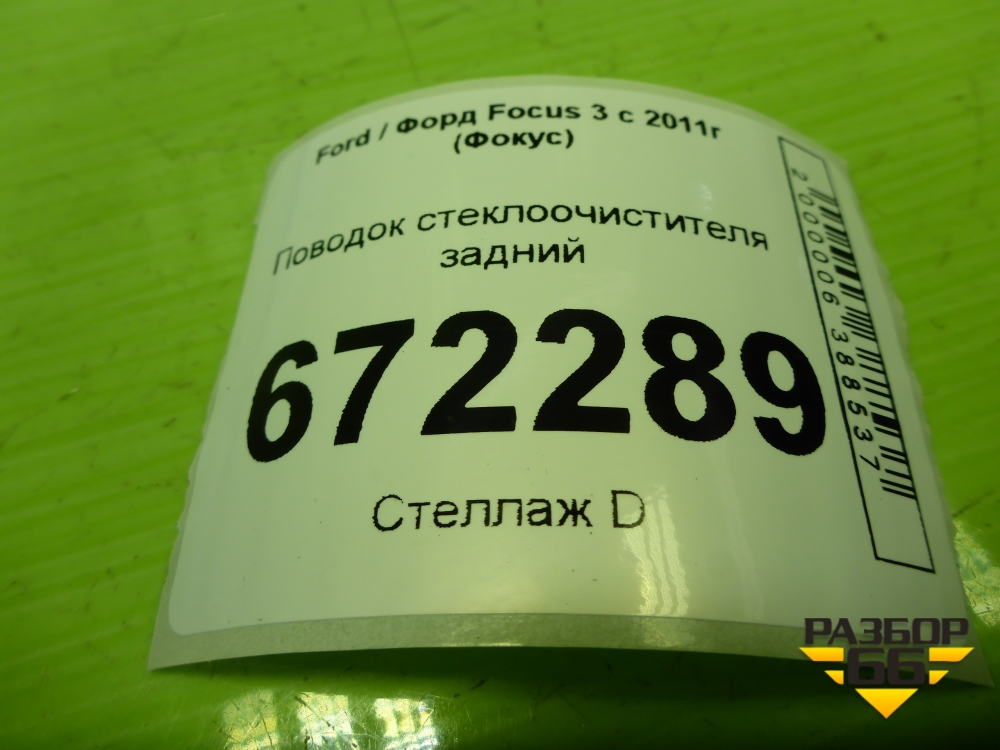 Ford / Форд Focus 3 с 2011г
(Фокус)
Поводок стеклоочистителя
задний
672289
Стеллаж D
2000006388537
РАЗБОР
66